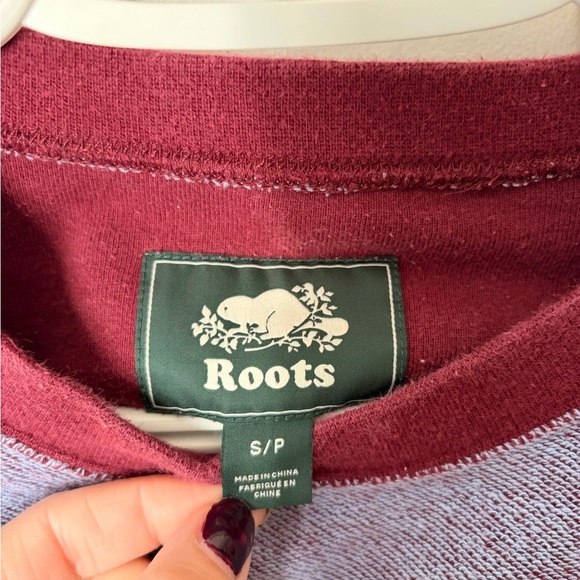 Roots
S/P
MADE IN CHINA
FABRIQUÉ EN
CHINE